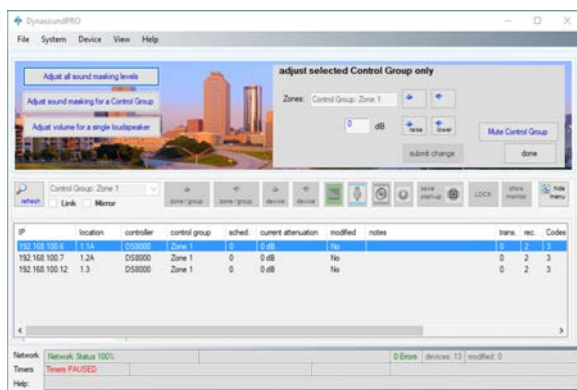 DynasoundPRO
File System Device View Help
Adjust all sound masking levels
Adjust sound masking for a Control Group
Adjust volume for a single loudspeaker
adjust selected Control Group only
Zones: Control Group: Zone 1
0 dB
raise lower
Mute Control Group
submit change
done
refresh
Control Group: Zone 1
Link Mirror
zone / group zone / group device device
save startup
LOCK
show monitor
hide menu
IP location controller control group sched. current attenuation modified notes trans. rec. Codes
192.168.100.6 1.1A DS8000 Zone 1 0 0 dB No 0 2 3
192.168.100.7 1.2A DS8000 Zone 1 0 0 dB No 0 2 3
192.168.100.12 1.3 DS8000 Zone 1 0 0 dB No 0 2 3
Network Network Status 100% 0 Errors devices: 13 modified: 0
Timers Timers PAUSED
Help: